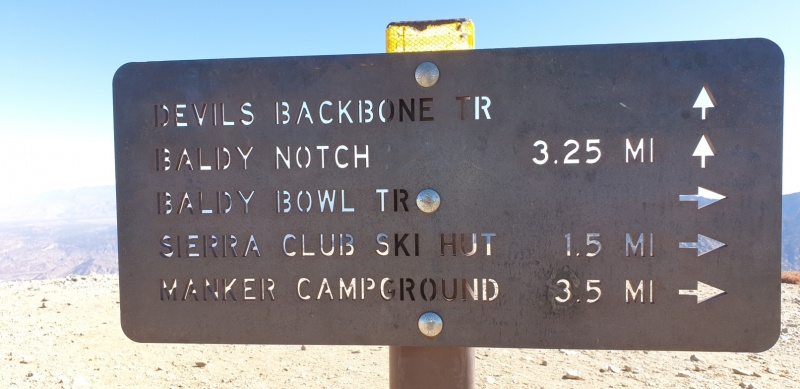 DEVILS BACKBONE TR ↑
BALDY NOTCH 3.25 MI ↑
BALDY BOWL TR →
SIERRA CLUB SKI HUT 1.5 MI →
MANKER CAMPGROUND 3.5 MI →